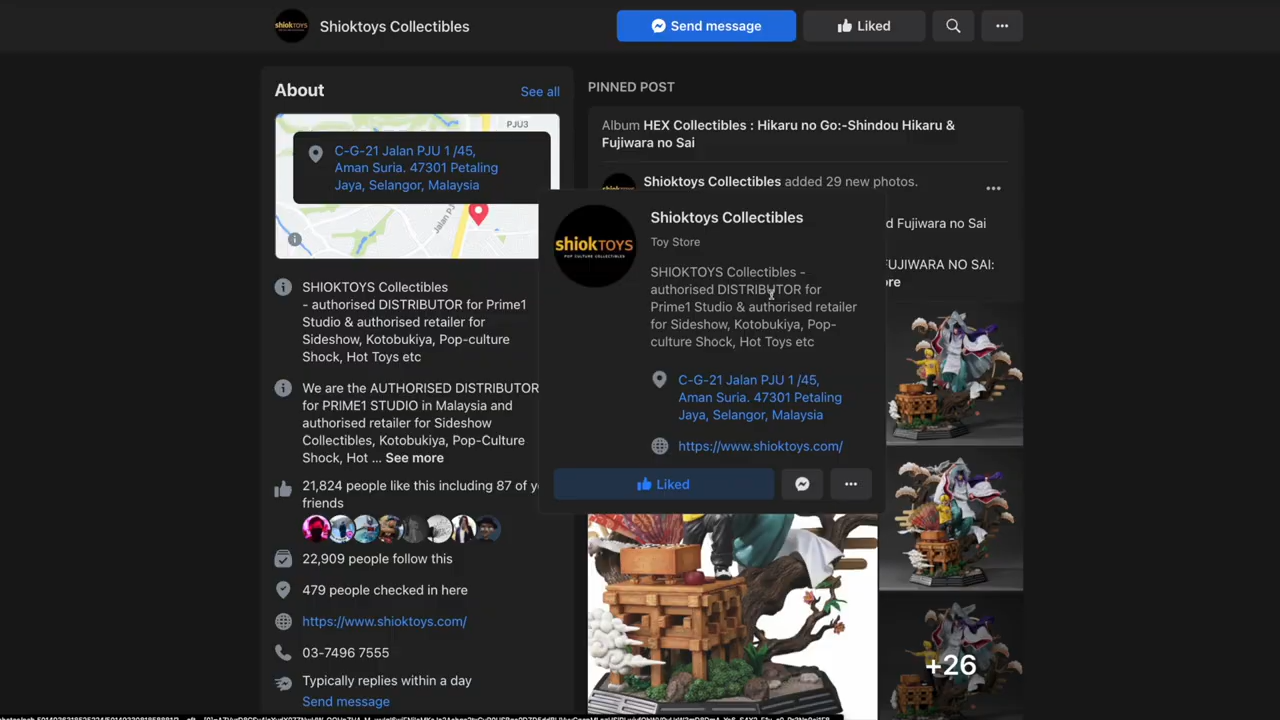 shiokTOYS
Shioktoys Collectibles
Send message
Liked
About
See all
PJU3
C-G-21 Jalan PJU 1 /45,
Aman Suria. 47301 Petaling
Jaya, Selangor, Malaysia
SHIOKTOYS Collectibles
- authorised DISTRIBUTOR for Prime1
Studio & authorised retailer for
Sideshow, Kotobukiya, Pop-culture
Shock, Hot Toys etc
We are the AUTHORISED DISTRIBUTOR
for PRIME1 STUDIO in Malaysia and
authorised retailer for Sideshow
Collectibles, Kotobukiya, Pop-Culture
Shock, Hot ... See more
21,824 people like this including 87 of yo
friends
22,909 people follow this
479 people checked in here
https://www.shioktoys.com/
03-7496 7555
Typically replies within a day
Send message
PINNED POST
Album HEX Collectibles : Hikaru no Go:-Shindou Hikaru &
Fujiwara no Sai
Shioktoys Collectibles added 29 new photos.
d Fujiwara no Sai
FUJIWARA NO SAI:
ore
shiokTOYS
POP CULTURE COLLECTIBLES
Shioktoys Collectibles
Toy Store
SHIOKTOYS Collectibles -
authorised DISTRIBUTOR for
Prime1 Studio & authorised retailer
for Sideshow, Kotobukiya, Pop-
culture Shock, Hot Toys etc
C-G-21 Jalan PJU 1 /45,
Aman Suria. 47301 Petaling
Jaya, Selangor, Malaysia
https://www.shioktoys.com/
Liked
+26